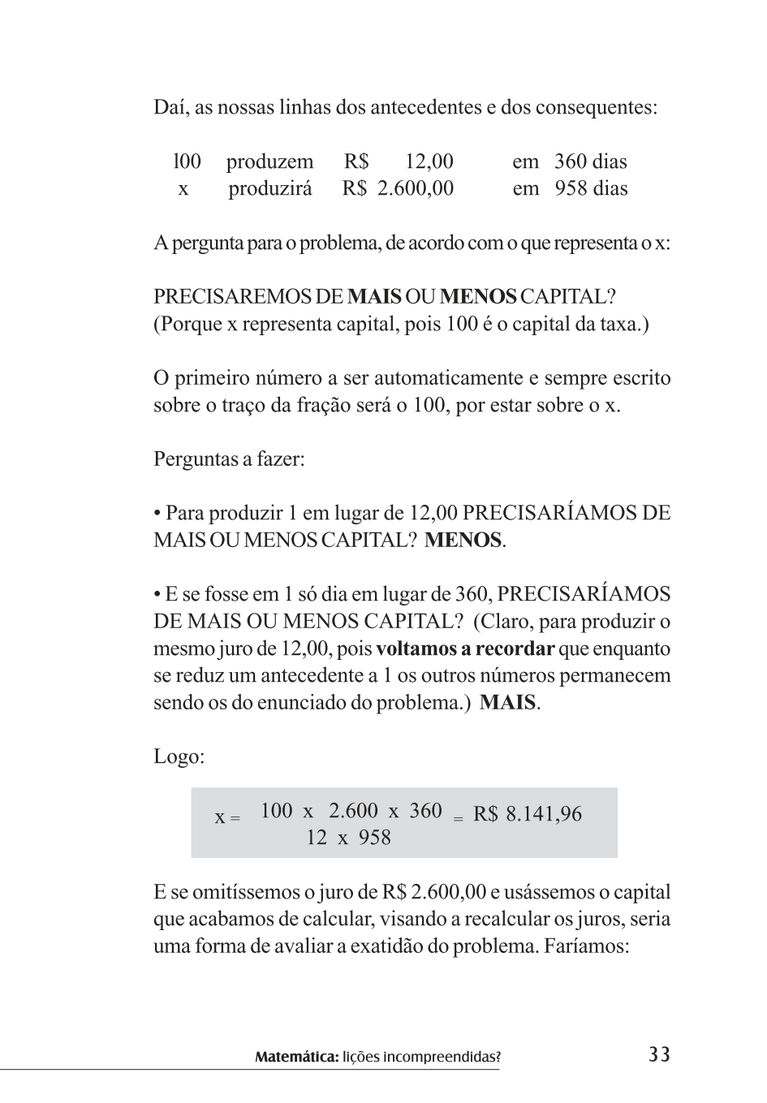 Daí, as nossas linhas dos antecedentes e dos consequentes:
l00 produzem R$ 12,00 em 360 dias
x produzirá R$ 2.600,00 em 958 dias
A pergunta para o problema, de acordo com o que representa o x:
PRECISAREMOS DE MAIS OU MENOS CAPITAL?
(Porque x representa capital, pois 100 é o capital da taxa.)
O primeiro número a ser automaticamente e sempre escrito
sobre o traço da fração será o 100, por estar sobre o x.
Perguntas a fazer:
• Para produzir 1 em lugar de 12,00 PRECISARÍAMOS DE
MAIS OU MENOS CAPITAL? MENOS.
• E se fosse em 1 só dia em lugar de 360, PRECISARÍAMOS
DE MAIS OU MENOS CAPITAL? (Claro, para produzir o
mesmo juro de 12,00, pois voltamos a recordar que enquanto
se reduz um antecedente a 1 os outros números permanecem
sendo os do enunciado do problema.) MAIS.
Logo:
x = 100 x 2.600 x 360 = R$ 8.141,96
12 x 958
E se omitíssemos o juro de R$ 2.600,00 e usássemos o capital
que acabamos de calcular, visando a recalcular os juros, seria
uma forma de avaliar a exatidão do problema. Faríamos:
Matemática: lições incompreendidas? 33